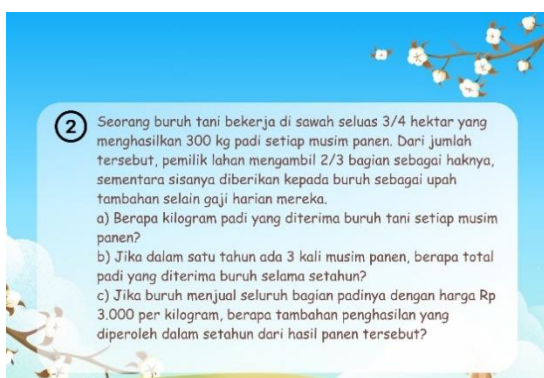 2 Seorang buruh tani bekerja di sawah seluas 3/4 hektar yang
menghasilkan 300 kg padi setiap musim panen. Dari jumlah
tersebut, pemilik lahan mengambil 2/3 bagian sebagai haknya,
sementara sisanya diberikan kepada buruh sebagai upah
tambahan selain gaji harian mereka.
a) Berapa kilogram padi yang diterima buruh tani setiap musim
panen?
b) Jika dalam satu tahun ada 3 kali musim panen, berapa total
padi yang diterima buruh selama setahun?
c) Jika buruh menjual seluruh bagian padinya dengan harga Rp
3.000 per kilogram, berapa tambahan penghasilan yang
diperoleh dalam setahun dari hasil panen tersebut?